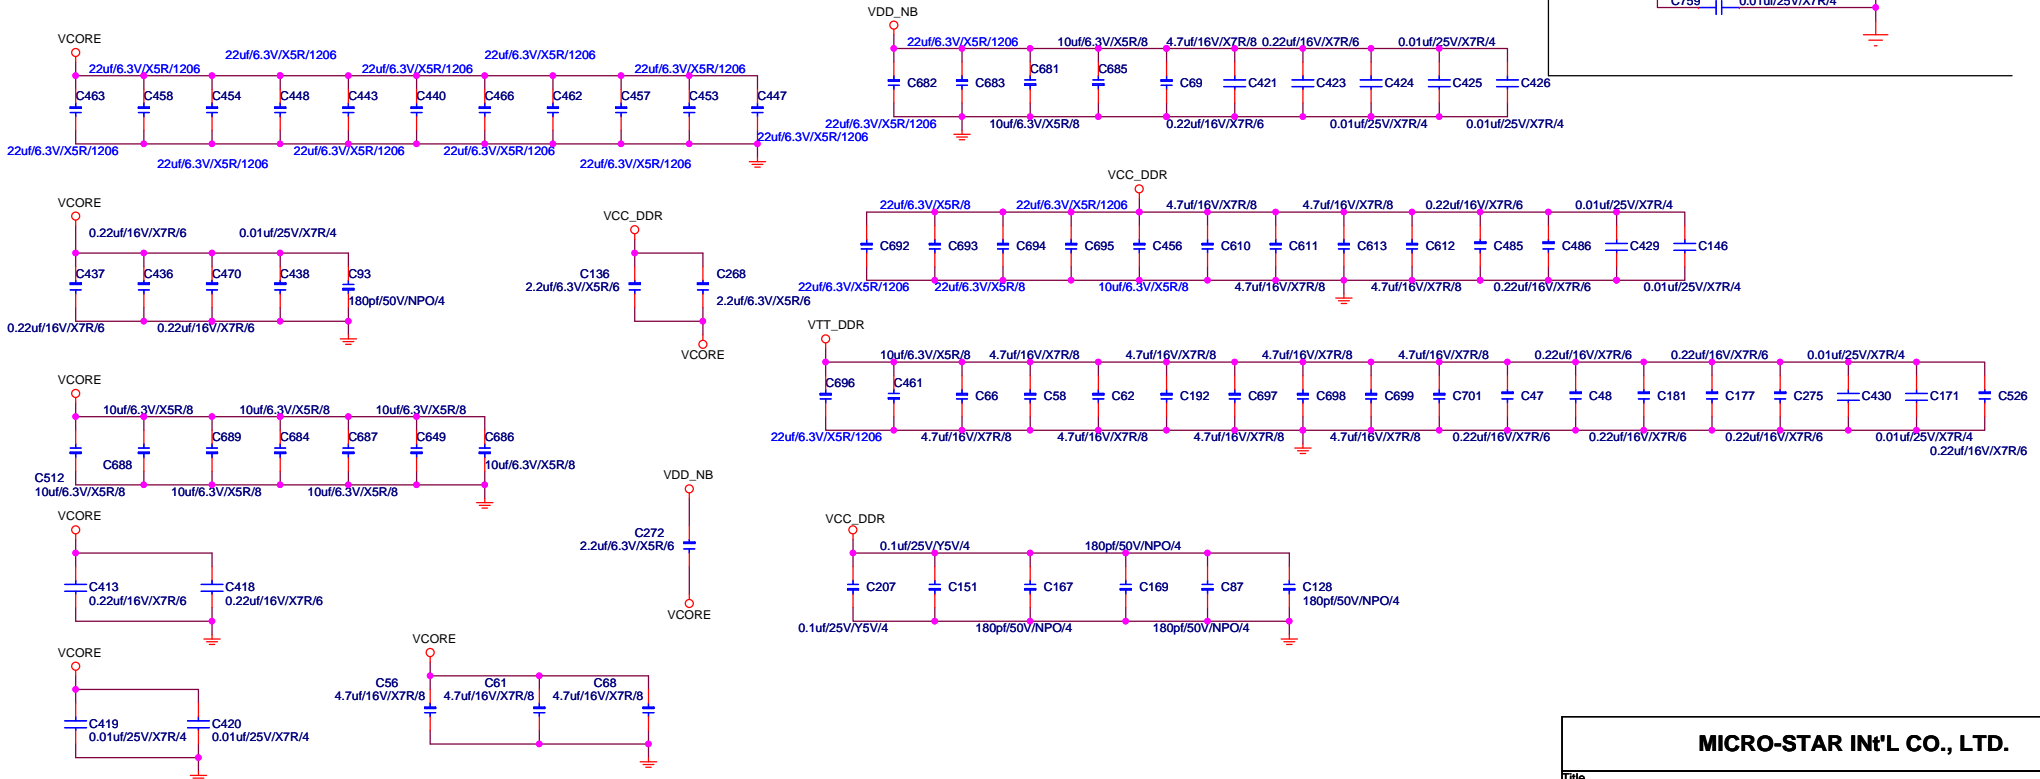 C759 0.01uf/25V/X7R/4
VDD_NB
22uf/6.3V/X5R/1206 10uf/6.3V/X5R/8 4.7uf/16V/X7R/8 0.22uf/16V/X7R/6 0.01uf/25V/X7R/4
C682 C683 C681 C685 C69 C421 C423 C424 C425 C426
22uf/6.3V/X5R/1206 10uf/6.3V/X5R/8 0.22uf/16V/X7R/6 0.01uf/25V/X7R/4 0.01uf/25V/X7R/4
VCORE
22uf/6.3V/X5R/1206 22uf/6.3V/X5R/1206
22uf/6.3V/X5R/1206 22uf/6.3V/X5R/1206 22uf/6.3V/X5R/1206
C463 C458 C454 C448 C443 C440 C466 C462 C457 C453 C447
22uf/6.3V/X5R/1206
22uf/6.3V/X5R/1206 22uf/6.3V/X5R/1206 22uf/6.3V/X5R/1206
22uf/6.3V/X5R/1206 22uf/6.3V/X5R/1206
VCORE
0.22uf/16V/X7R/6 0.01uf/25V/X7R/4
C437 C436 C470 C438 C93
180pf/50V/NPO/4
0.22uf/16V/X7R/6 0.22uf/16V/X7R/6
VCC_DDR
C136 C268
2.2uf/6.3V/X5R/6 2.2uf/6.3V/X5R/6
VCORE
VCC_DDR
22uf/6.3V/X5R/8 22uf/6.3V/X5R/1206 4.7uf/16V/X7R/8 4.7uf/16V/X7R/8 0.22uf/16V/X7R/6 0.01uf/25V/X7R/4
C692 C693 C694 C695 C456 C610 C611 C613 C612 C485 C486 C429 C146
22uf/6.3V/X5R/1206 22uf/6.3V/X5R/8 10uf/6.3V/X5R/8 4.7uf/16V/X7R/8 4.7uf/16V/X7R/8 0.22uf/16V/X7R/6 0.01uf/25V/X7R/4
VTT_DDR
10uf/6.3V/X5R/8 4.7uf/16V/X7R/8 4.7uf/16V/X7R/8 4.7uf/16V/X7R/8 4.7uf/16V/X7R/8 0.22uf/16V/X7R/6 0.22uf/16V/X7R/6 0.01uf/25V/X7R/4
C696 C461 C66 C58 C62 C192 C697 C698 C699 C701 C47 C48 C181 C177 C275 C430 C171 C526
22uf/6.3V/X5R/1206 4.7uf/16V/X7R/8 4.7uf/16V/X7R/8 4.7uf/16V/X7R/8 4.7uf/16V/X7R/8 0.22uf/16V/X7R/6 0.22uf/16V/X7R/6 0.22uf/16V/X7R/6 0.01uf/25V/X7R/4
0.22uf/16V/X7R/6
VCORE
10uf/6.3V/X5R/8 10uf/6.3V/X5R/8 10uf/6.3V/X5R/8
C512 C688 C689 C684 C687 C649 C686
10uf/6.3V/X5R/8
10uf/6.3V/X5R/8 10uf/6.3V/X5R/8 10uf/6.3V/X5R/8
VDD_NB
C272
2.2uf/6.3V/X5R/6
VCORE
VCORE
C413 C418
0.22uf/16V/X7R/6 0.22uf/16V/X7R/6
VCC_DDR
0.1uf/25V/Y5V/4 180pf/50V/NPO/4
C207 C151 C167 C169 C87 C128
180pf/50V/NPO/4
0.1uf/25V/Y5V/4 180pf/50V/NPO/4 180pf/50V/NPO/4
VCORE
C419 C420
0.01uf/25V/X7R/4 0.01uf/25V/X7R/4
VCORE
C56 C61 C68
4.7uf/16V/X7R/8 4.7uf/16V/X7R/8 4.7uf/16V/X7R/8
MICRO-STAR INt'L CO., LTD.
Title